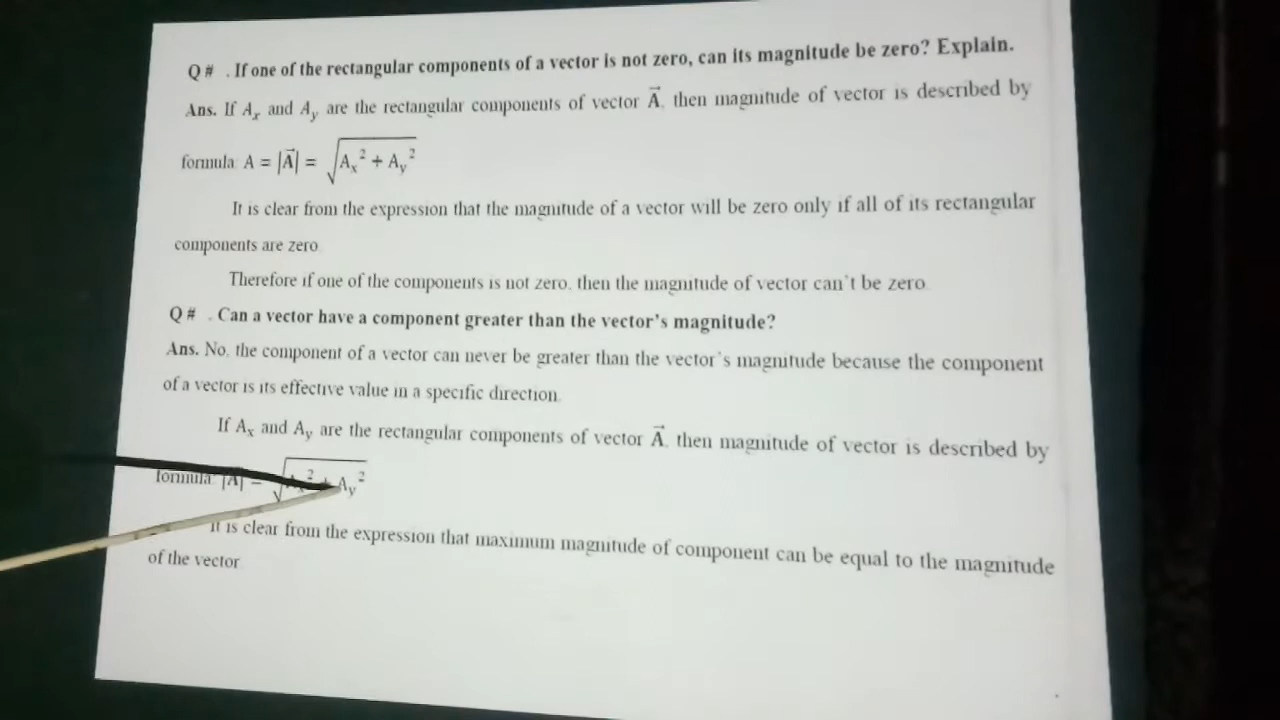 Q # . If one of the rectangular components of a vector is not zero, can its magnitude be zero? Explain.
Ans. If Aₓ and Aᵧ are the rectangular components of vector A⃗, then magnitude of vector is described by
formula A = |A⃗| = √(Aₓ² + Aᵧ²)
It is clear from the expression that the magnitude of a vector will be zero only if all of its rectangular
components are zero.
Therefore if one of the components is not zero, then the magnitude of vector can't be zero.
Q # . Can a vector have a component greater than the vector's magnitude?
Ans. No, the component of a vector can never be greater than the vector's magnitude because the component
of a vector is its effective value in a specific direction.
If Aₓ and Aᵧ are the rectangular components of vector A⃗, then magnitude of vector is described by
formula |A⃗| = √(Aₓ² + Aᵧ²)
It is clear from the expression that maximum magnitude of component can be equal to the magnitude
of the vector